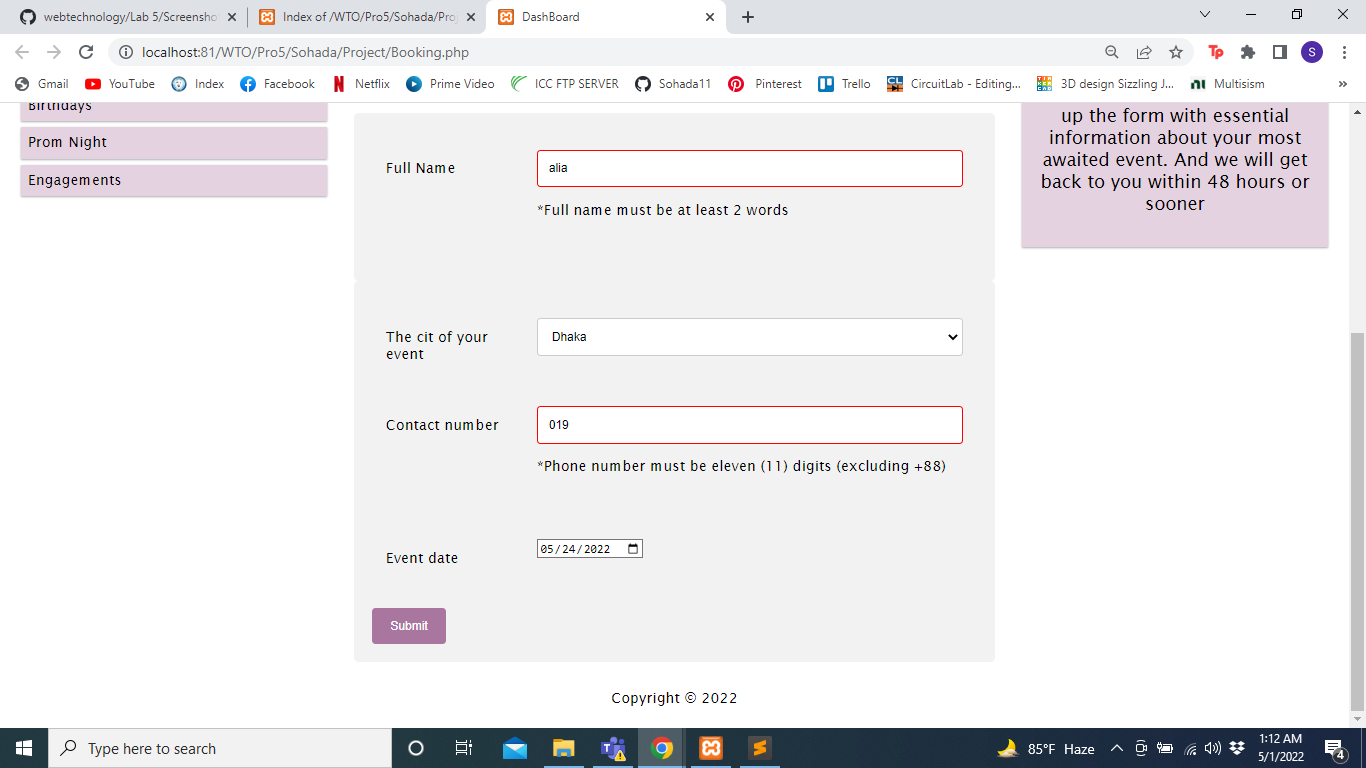 webtechnology/Lab 5/Screensho
Index of /WTO/Pro5/Sohada/Proj
DashBoard
localhost:81/WTO/Pro5/Sohada/Project/Booking.php
Tp
S
Gmail
YouTube
Index
Facebook
Netflix
Prime Video
ICC FTP SERVER
Sohada11
Pinterest
Trello
CircuitLab - Editing...
3D design Sizzling J...
Multisism
»
Birthdays
Prom Night
Engagements
Full Name
alia
*Full name must be at least 2 words
The cit of your
event
Dhaka
Contact number
019
*Phone number must be eleven (11) digits (excluding +88)
Event date
05/24/2022
Submit
up the form with essential
information about your most
awaited event. And we will get
back to you within 48 hours or
sooner
Copyright © 2022
Type here to search
85°F Haze
1:12 AM
5/1/2022
4